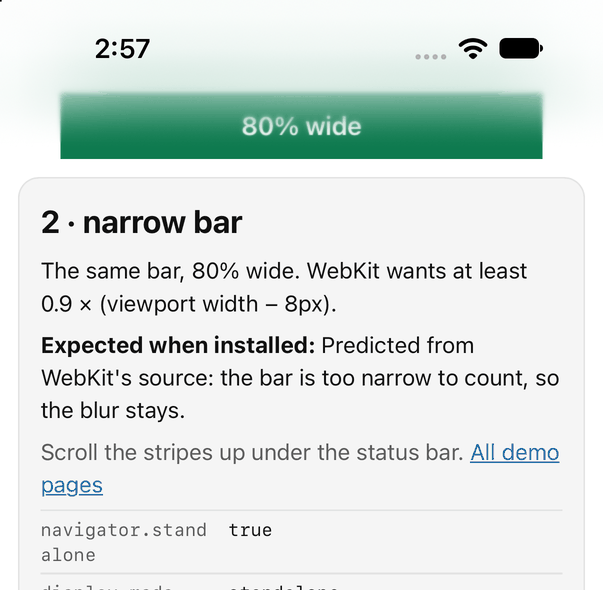 2:57
80% wide
2 · narrow bar
The same bar, 80% wide. WebKit wants at least
0.9 × (viewport width – 8px).
Expected when installed: Predicted from
WebKit's source: the bar is too narrow to count, so
the blur stays.
Scroll the stripes up under the status bar. All demo
pages
navigator.stand true
alone